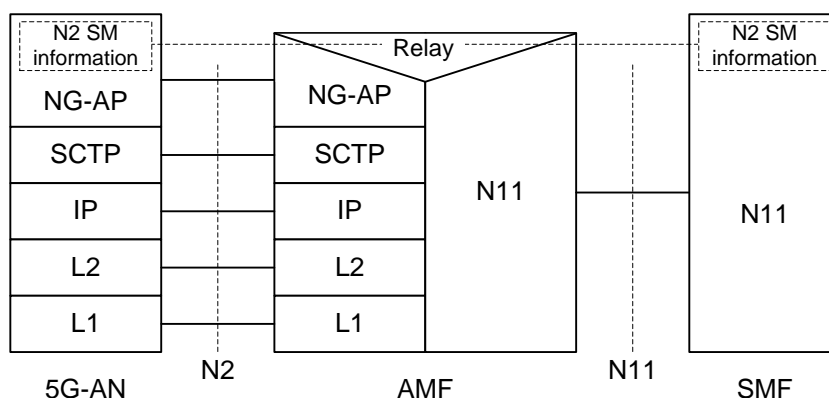 N2 SM
information
Relay
N2 SM
information
NG-AP
NG-AP
SCTP
SCTP
N11
N11
IP
IP
L2
L2
L1
L1
N2
N11
5G-AN
AMF
SMF